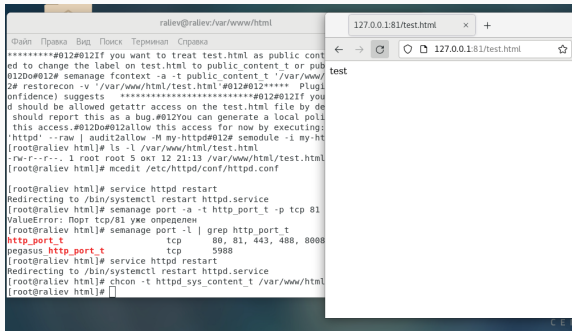 raliev@raliev:/var/www/html
Файл Правка Вид Поиск Терминал Справка
*********#012#012If you want to treat test.html as public cont
ed to change the label on test.html to public_content_t or pub
012Do#012# semanage fcontext -a -t public_content_t '/var/www/
2# restorecon -v '/var/www/html/test.html'#012#012***** Plugi
onfidence) suggests **************************#012#012If you
d should be allowed getattr access on the test.html file by de
should report this as a bug.#012You can generate a local poli
this access.#012Do#012allow this access for now by executing:
'httpd' --raw | audit2allow -M my-httpd#012# semodule -i my-ht
[root@raliev html]# ls -l /var/www/html/test.html
-rw-r--r--. 1 root root 5 окт 12 21:13 /var/www/html/test.html
[root@raliev html]# mcedit /etc/httpd/conf/httpd.conf
[root@raliev html]# service httpd restart
Redirecting to /bin/systemctl restart httpd.service
[root@raliev html]# semanage port -a -t http_port_t -p tcp 81
ValueError: Порт tcp/81 уже определен
[root@raliev html]# semanage port -l | grep http_port_t
http_port_t tcp 80, 81, 443, 488, 8008
pegasus_http_port_t tcp 5988
[root@raliev html]# service httpd restart
Redirecting to /bin/systemctl restart httpd.service
[root@raliev html]# chcon -t httpd_sys_content_t /var/www/html
[root@raliev html]#
127.0.0.1:81/test.html
127.0.0.1:81/test.html
test